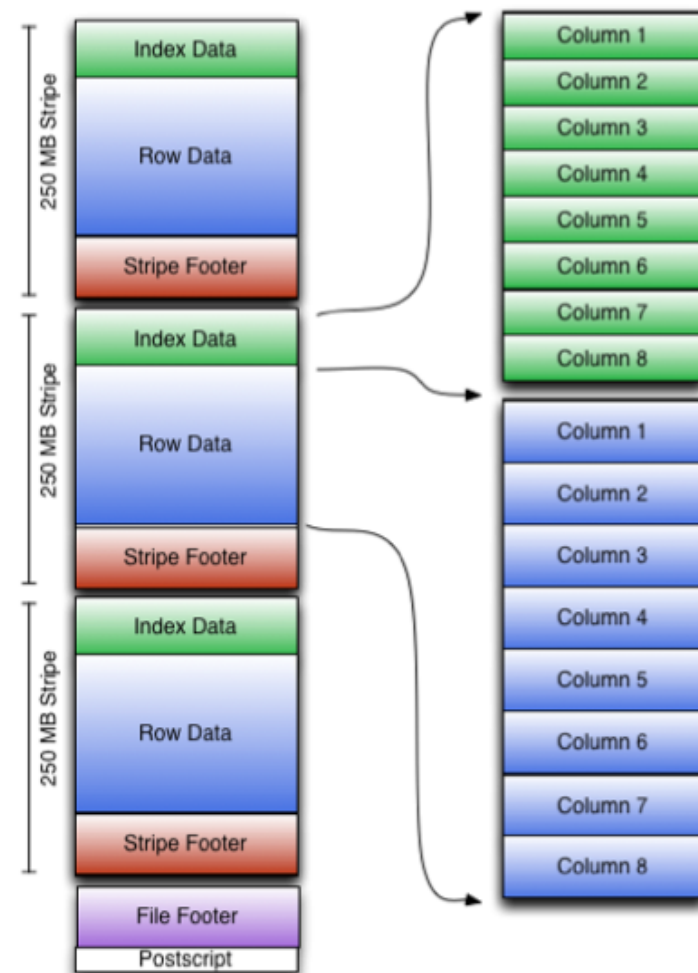 250 MB Stripe
Index Data
Row Data
Stripe Footer
250 MB Stripe
Index Data
Row Data
Stripe Footer
250 MB Stripe
Index Data
Row Data
Stripe Footer
File Footer
Postscript
Column 1
Column 2
Column 3
Column 4
Column 5
Column 6
Column 7
Column 8
Column 1
Column 2
Column 3
Column 4
Column 5
Column 6
Column 7
Column 8